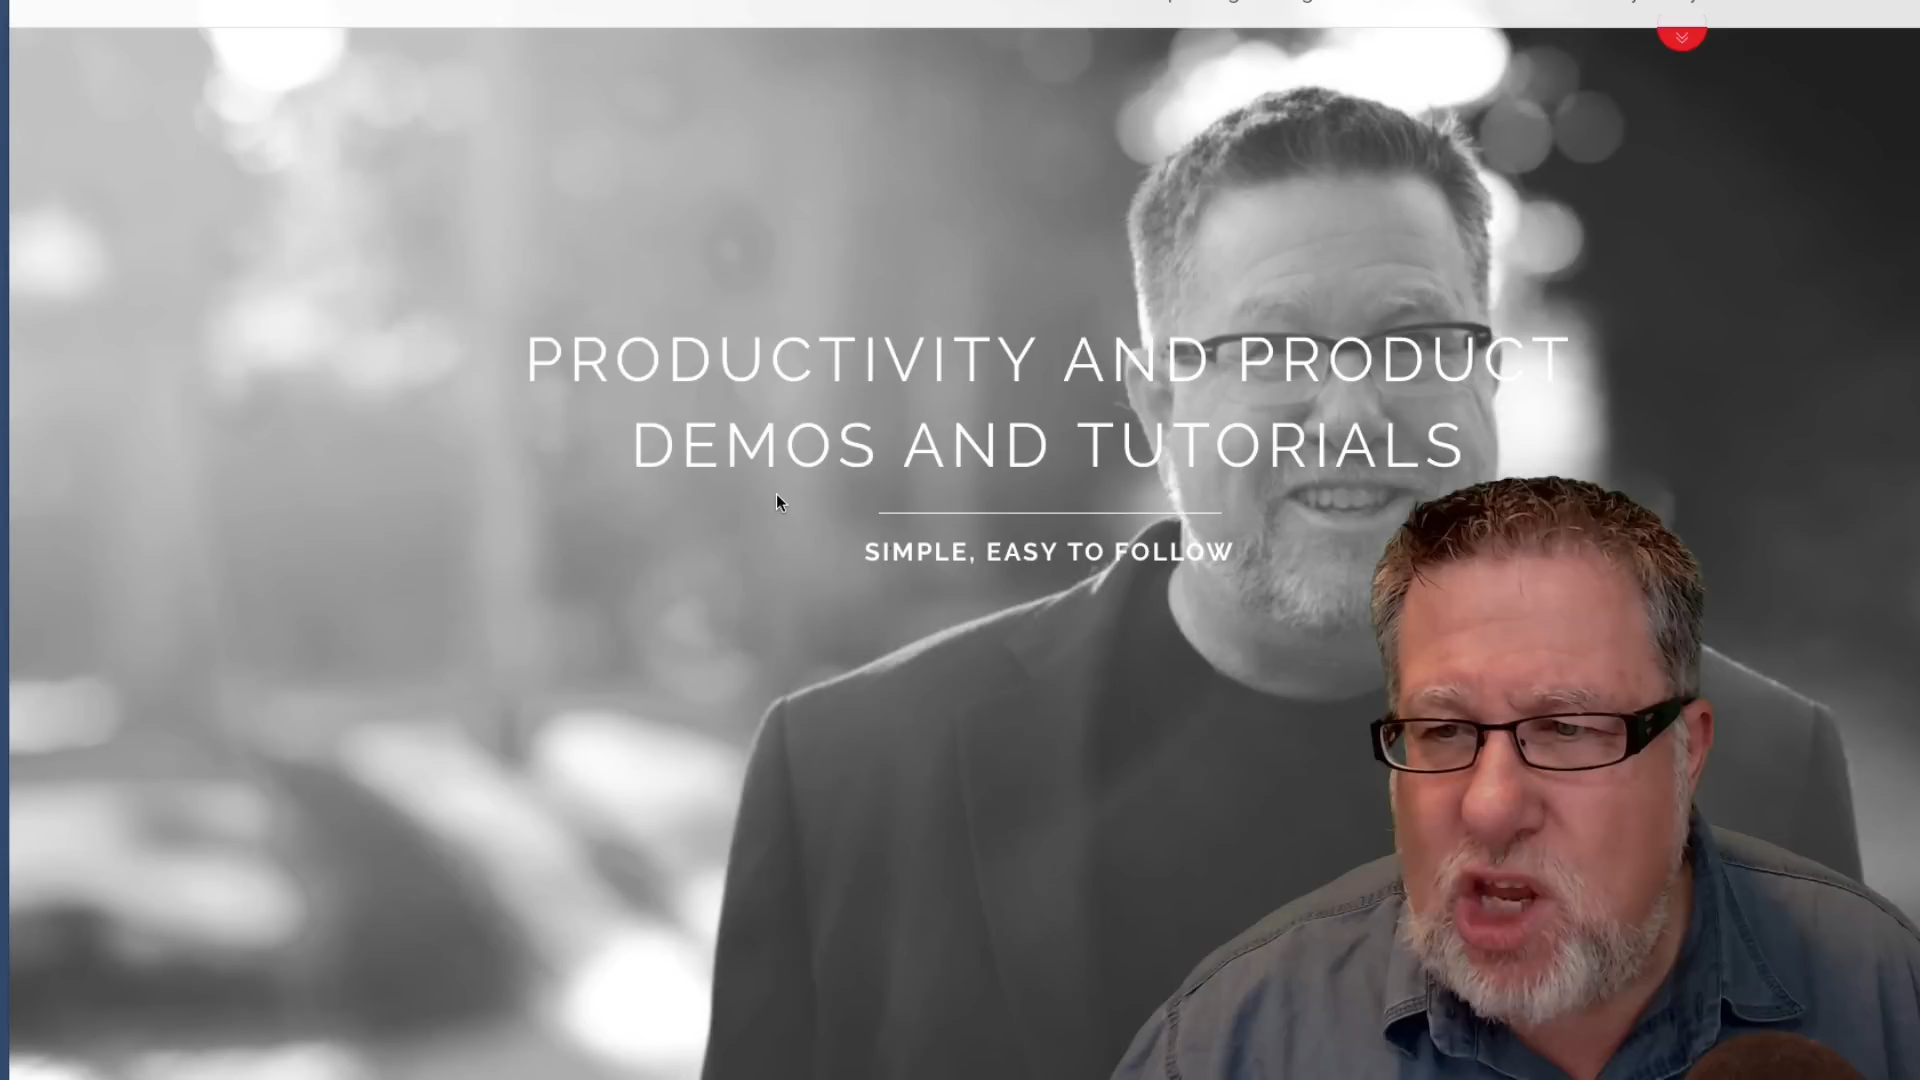 PRODUCTIVITY AND PRODUCT
DEMOS AND TUTORIALS
SIMPLE, EASY TO FOLLOW